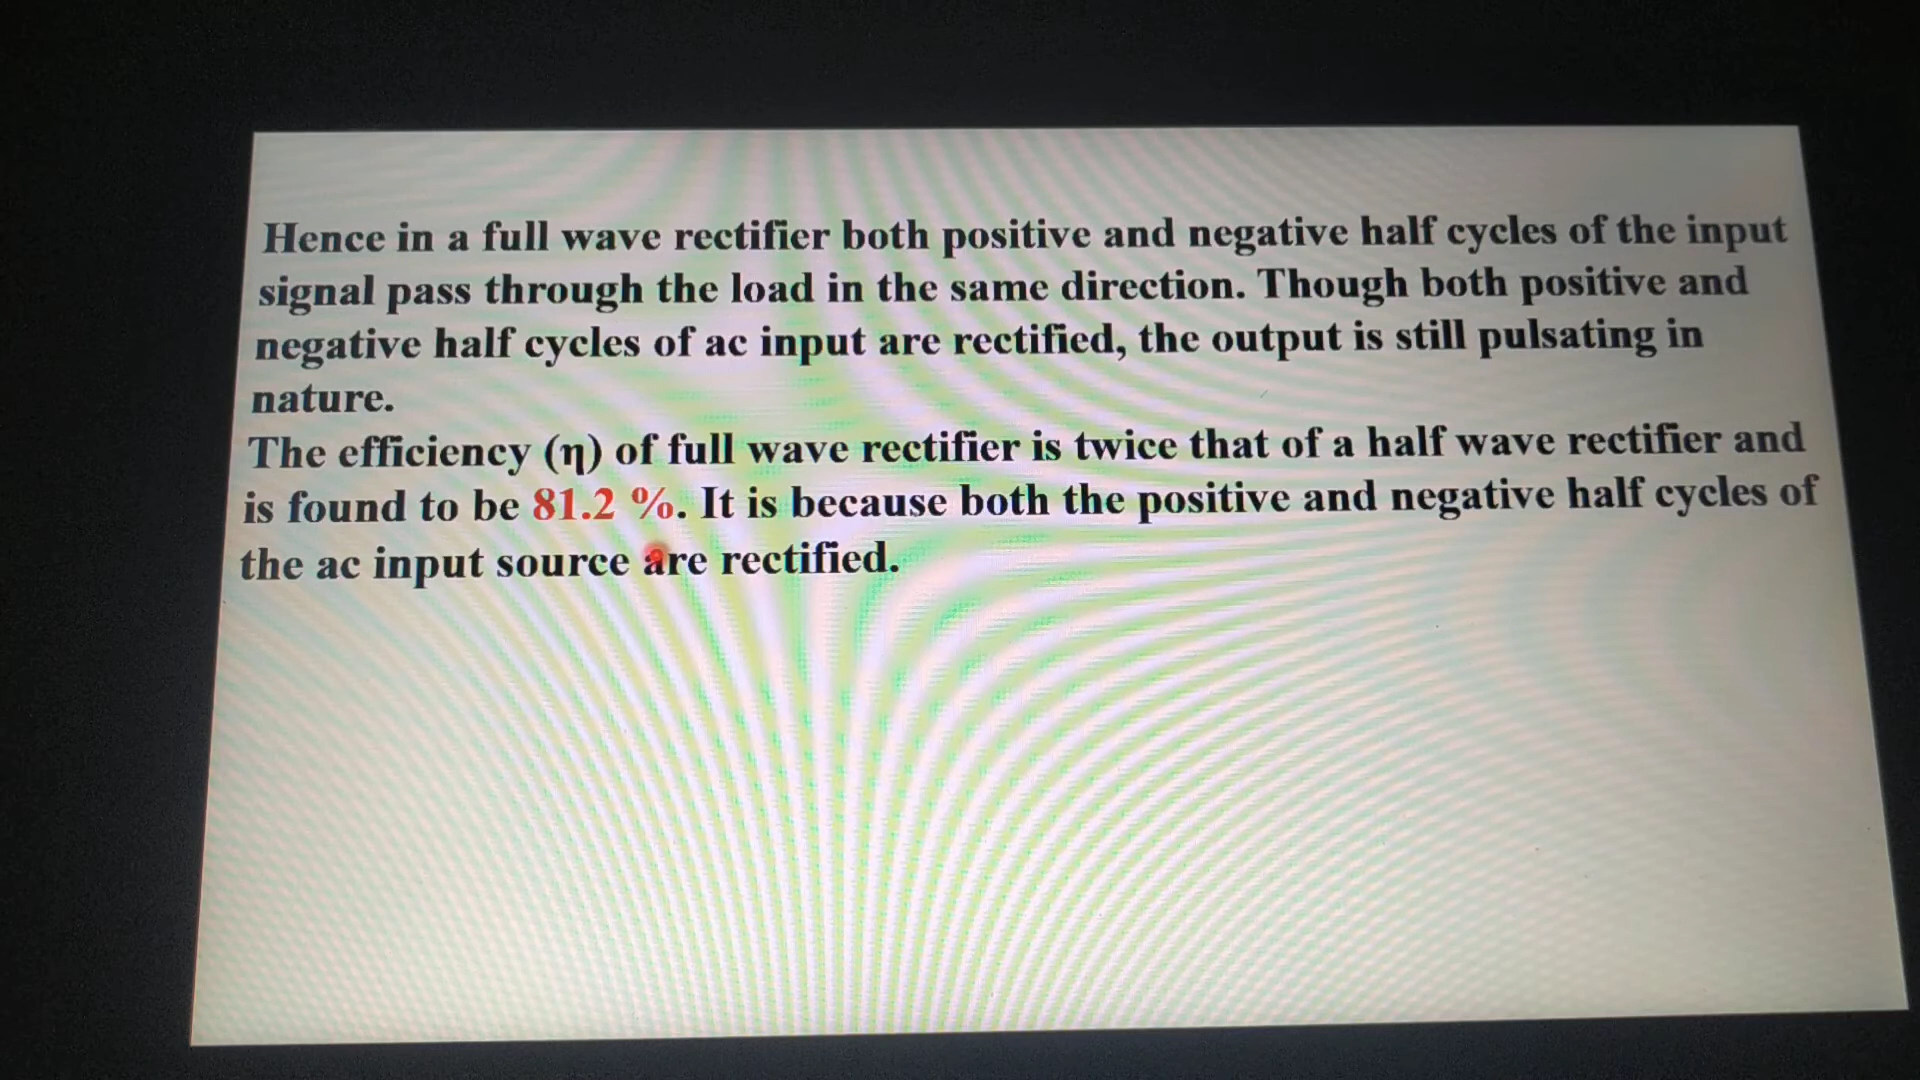 Hence in a full wave rectifier both positive and negative half cycles of the input
signal pass through the load in the same direction. Though both positive and
negative half cycles of ac input are rectified, the output is still pulsating in
nature.
The efficiency (η) of full wave rectifier is twice that of a half wave rectifier and
is found to be 81.2 %. It is because both the positive and negative half cycles of
the ac input source are rectified.